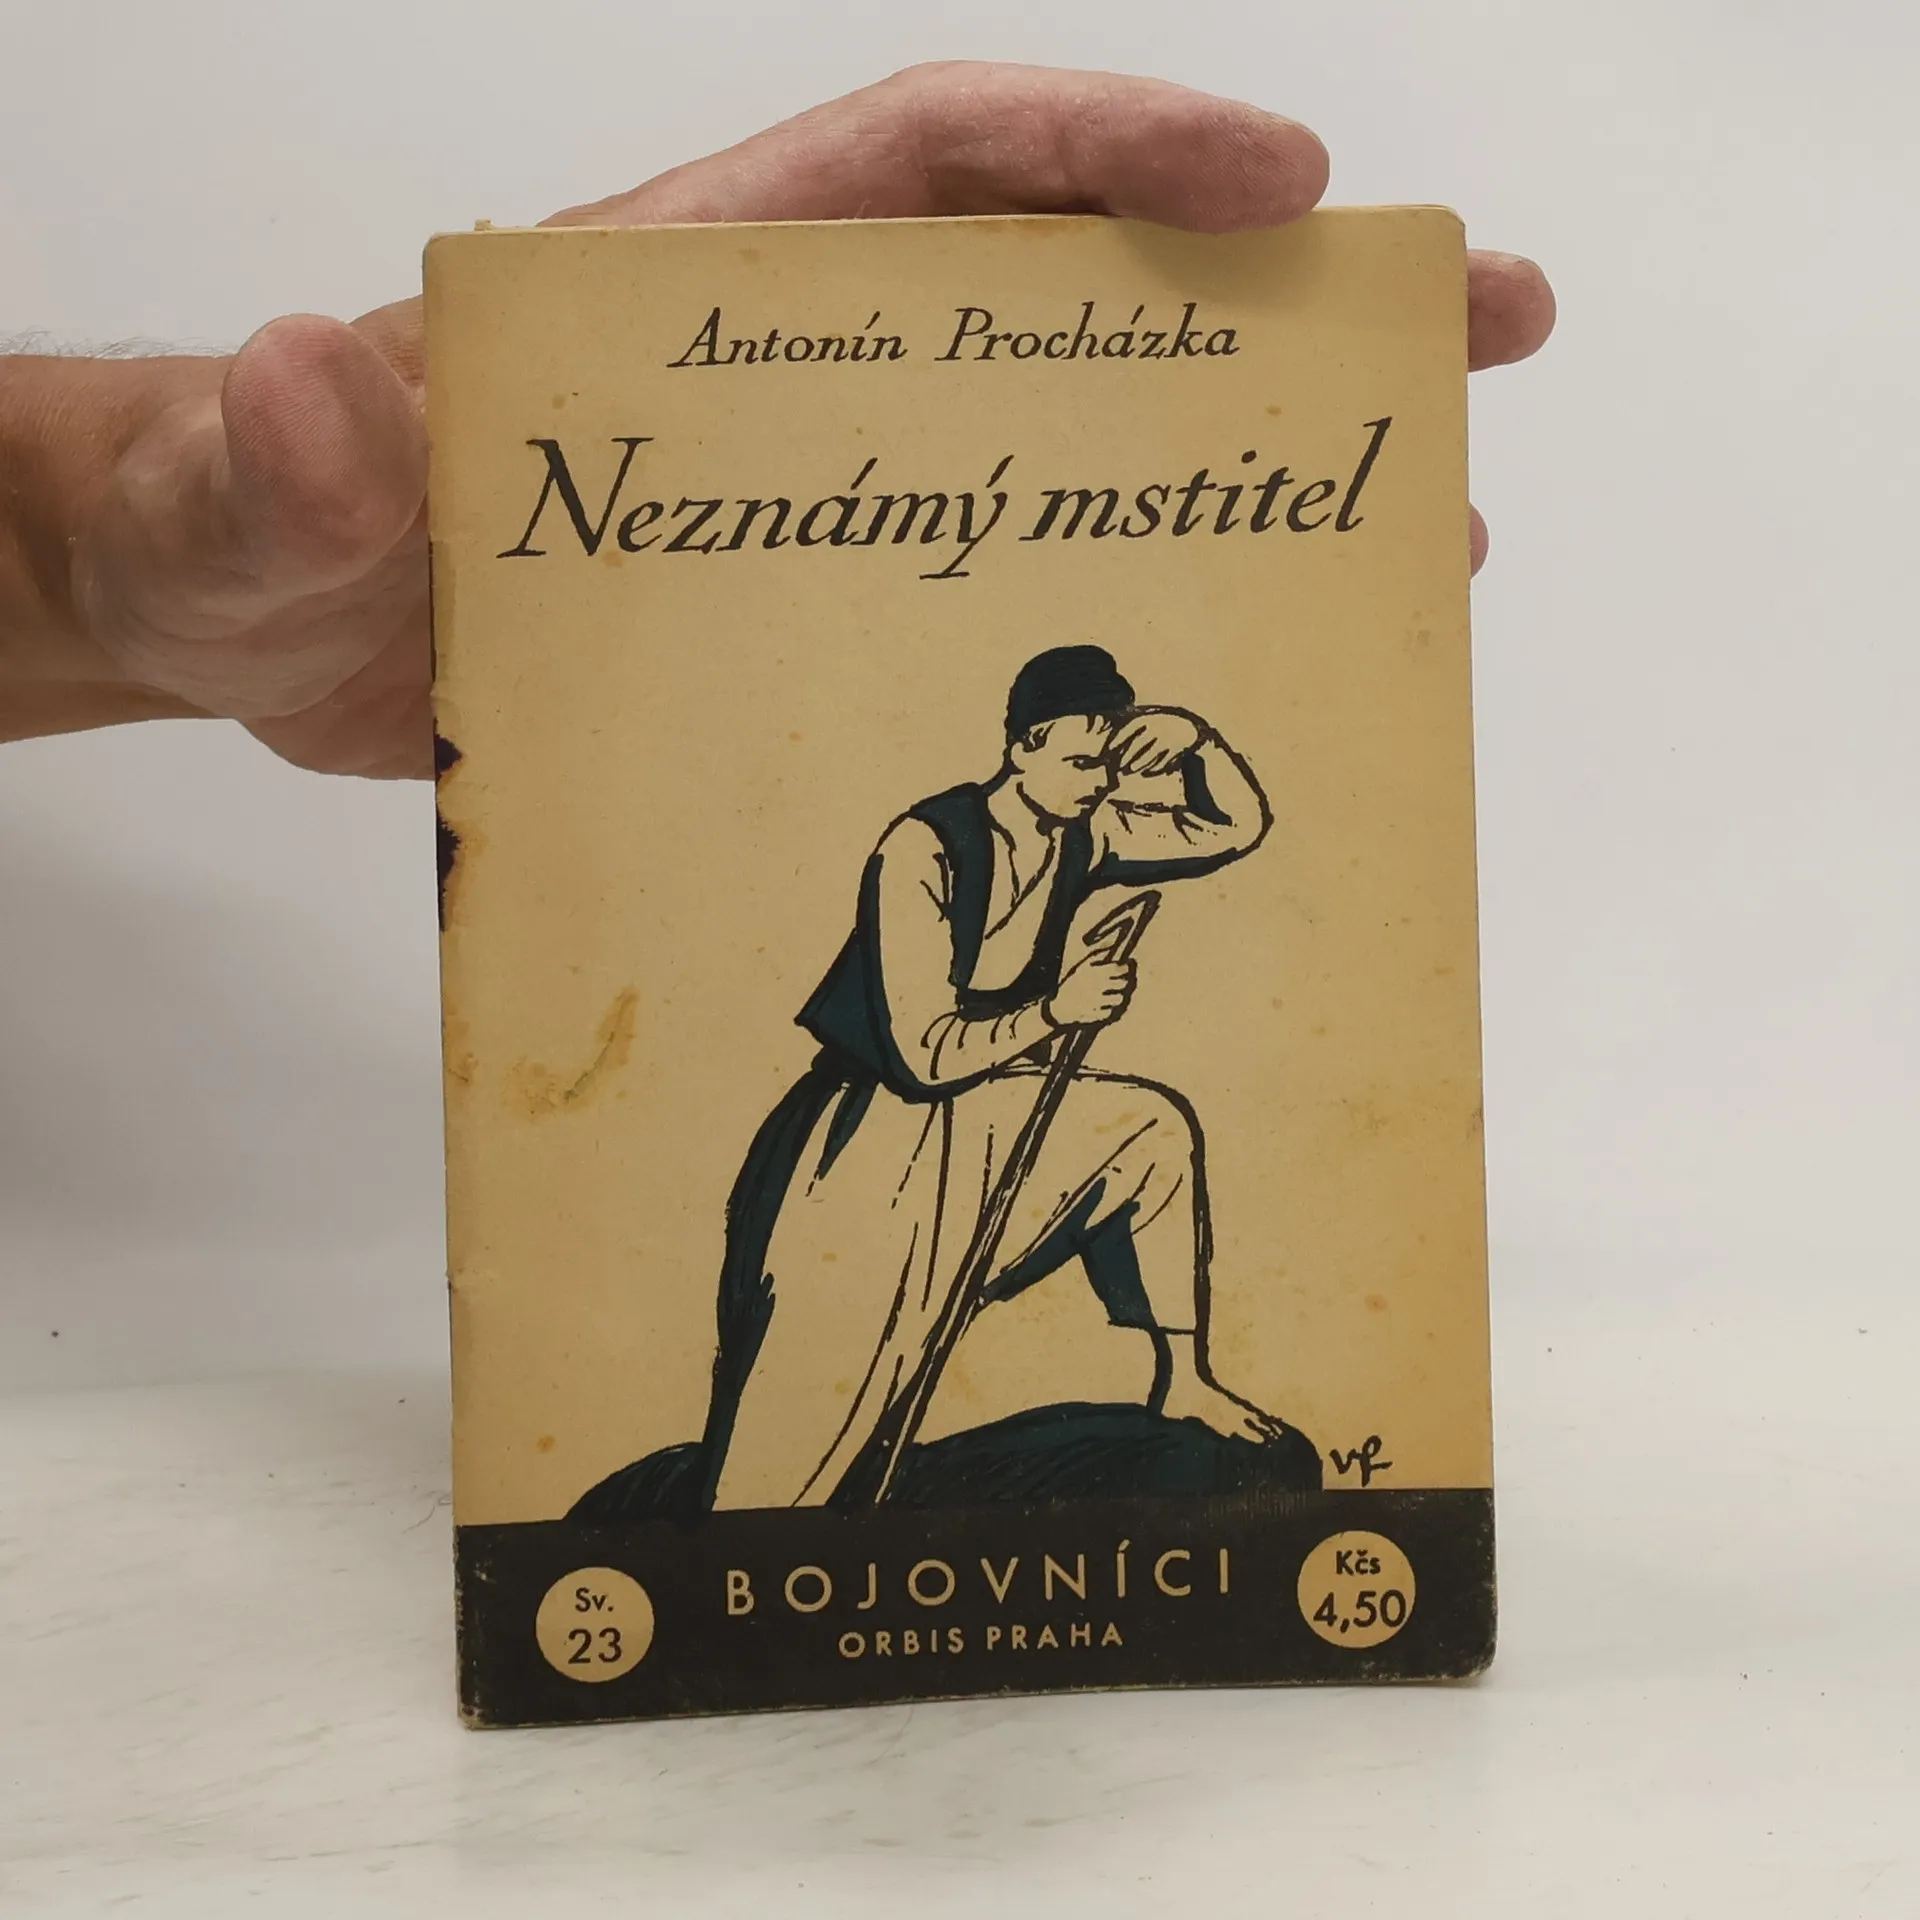 Antonín Procházka
Neznámý mstitel
vf
Sv.
23
BOJOVNÍCI
ORBIS PRAHA
Kčs
4,50